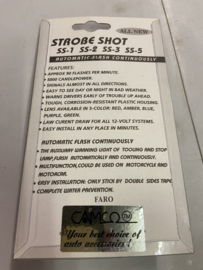 ALL NEW
STROBE SHOT
SS-1 SS-2 SS-3 SS-5
AUTOMATIC FLASH CONTINUOUSLY
FEATURES:
• APPROX 90 FLASHES PER MINUTE.
• 5000 CANDLEPOWER.
• SIGNALS ALMOST IN ALL DIRECTIONS.
• EASY TO SEE DAY OR NIGHT IN BAD WEATHER.
• WARN DRIVERS EARLY OF TROUBLE UP AHEAD.
• TOUGH, CORROSION-RESISTANT PLASTIC HOUSING.
• LENS AVAILABLE IN 5-COLOR: RED, AMBER, BLUE, PURPLE, GREEN.
• LOW CURRENT DRAW FOR ALL 12-VOLT SYSTEMS.
• EASY INSTALL IN ANY PLACE IN MINUTES.
AUTOMATIC FLASH CONTINUOUSLY
THE AUXILIARY WARNING LIGHT OF TOOLING AND STOP LAMP, FLASH AUTOMATICALLY AND CONTINUOUSLY.
• MULTIFUNCTION, COULD BE USED ON MOTORCYCLE AND MOTORCAR.
• EASY INSTALLATION: ONLY STICK BY DOUBLE SIDES TAPE.
• COMPLETE WATER PREVENTION.
FARO
CAMCO TM
Your best choice of
auto accessories !